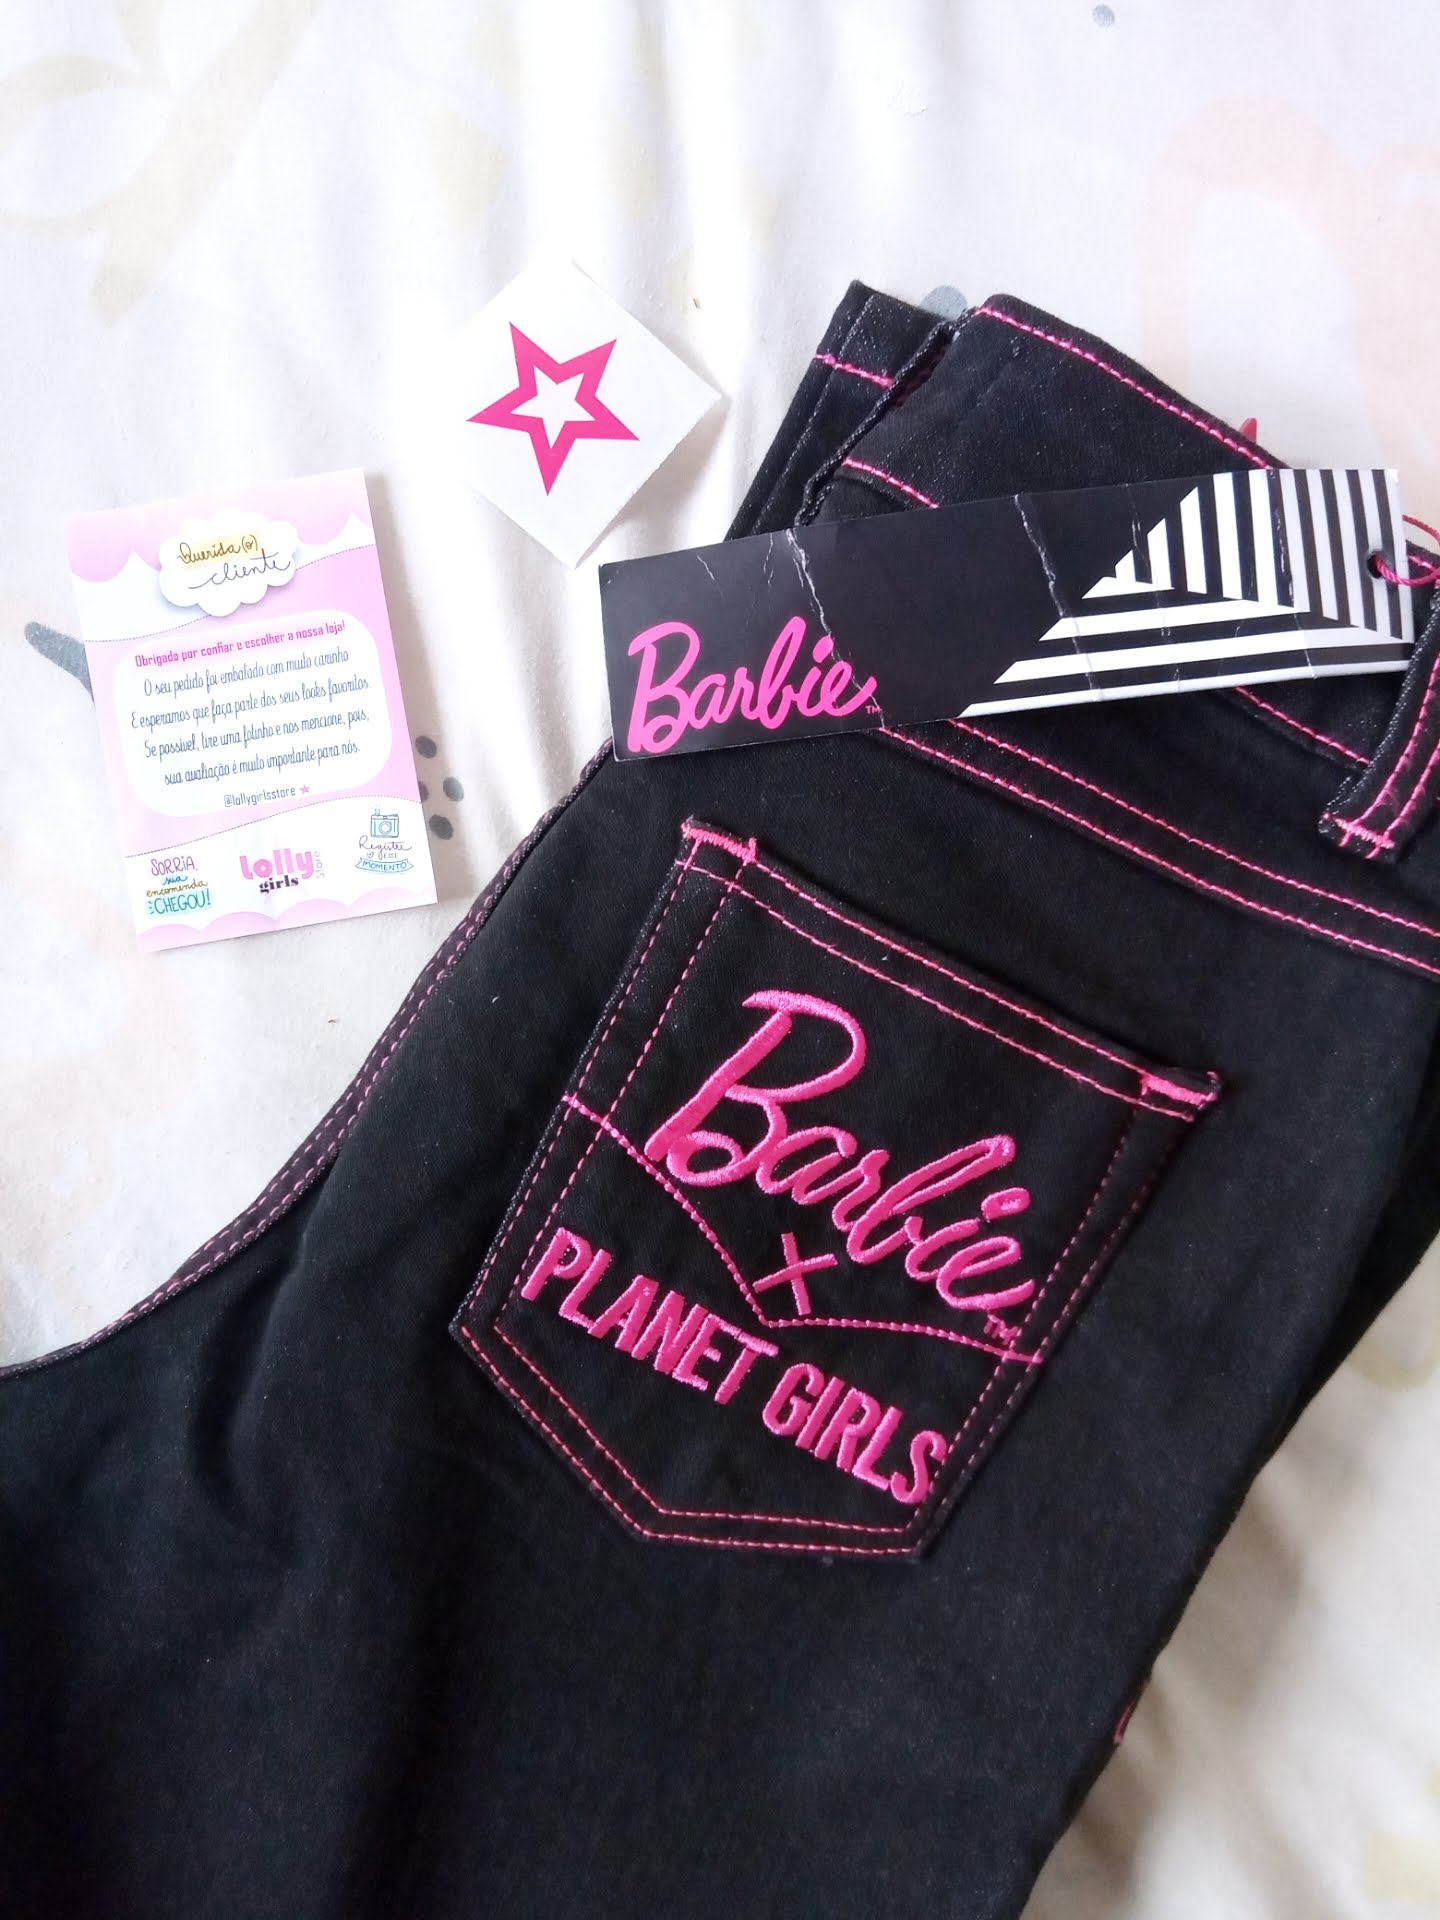 Querida(o)
cliente
Obrigado por confiar e escolher a nossa loja!
O seu pedido foi embalado com muito carinho
E esperamos que faça parte dos seus looks favoritos.
Se possível, tire uma fotinho e nos mencione, pois,
sua avaliação é muito importante para nós.
@lollygirlsstore
SORRIA,
sua
encomenda
CHEGOU!
lolly
girls
Store
Registre
ESSE
MOMENTO
Barbie™
Barbie™
X
PLANET GIRLS